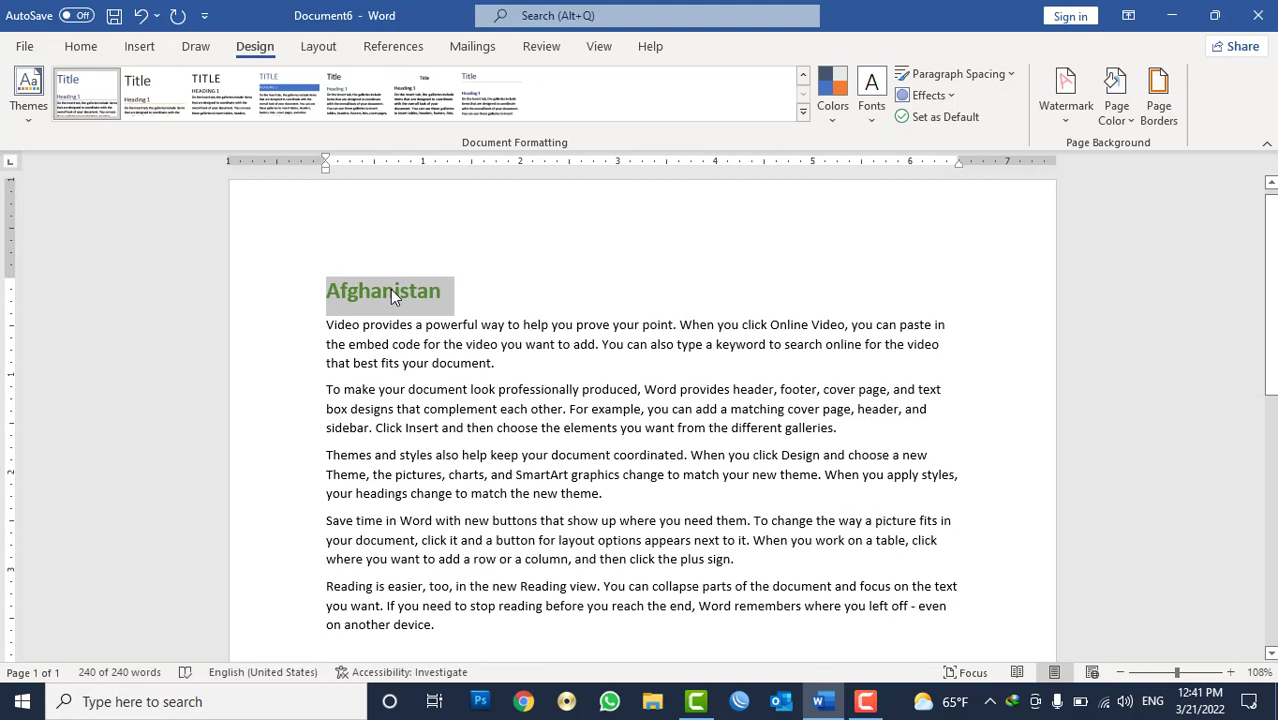 AutoSave Off Document6 - Word Search (Alt+Q) Sign in
File Home Insert Draw Design Layout References Mailings Review View Help Share
Themes Colors Fonts Paragraph Spacing Effects Set as Default Watermark Page Color Page Borders
Title Title TITLE TITLE Title Title Title
Heading 1 Heading 1 HEADING 1 HEADING 1 Heading 1 Heading 1 Heading 1
Document Formatting Page Background
1 1 2 3 4 5 6 7
Afghanistan
Video provides a powerful way to help you prove your point. When you click Online Video, you can paste in
the embed code for the video you want to add. You can also type a keyword to search online for the video
that best fits your document.
To make your document look professionally produced, Word provides header, footer, cover page, and text
box designs that complement each other. For example, you can add a matching cover page, header, and
sidebar. Click Insert and then choose the elements you want from the different galleries.
Themes and styles also help keep your document coordinated. When you click Design and choose a new
Theme, the pictures, charts, and SmartArt graphics change to match your new theme. When you apply styles,
your headings change to match the new theme.
Save time in Word with new buttons that show up where you need them. To change the way a picture fits in
your document, click it and a button for layout options appears next to it. When you work on a table, click
where you want to add a row or a column, and then click the plus sign.
Reading is easier, too, in the new Reading view. You can collapse parts of the document and focus on the text
you want. If you need to stop reading before you reach the end, Word remembers where you left off - even
on another device.
Page 1 of 1 240 of 240 words English (United States) Accessibility: Investigate Focus 108%
Type here to search 65°F ENG 12:41 PM
3/21/2022